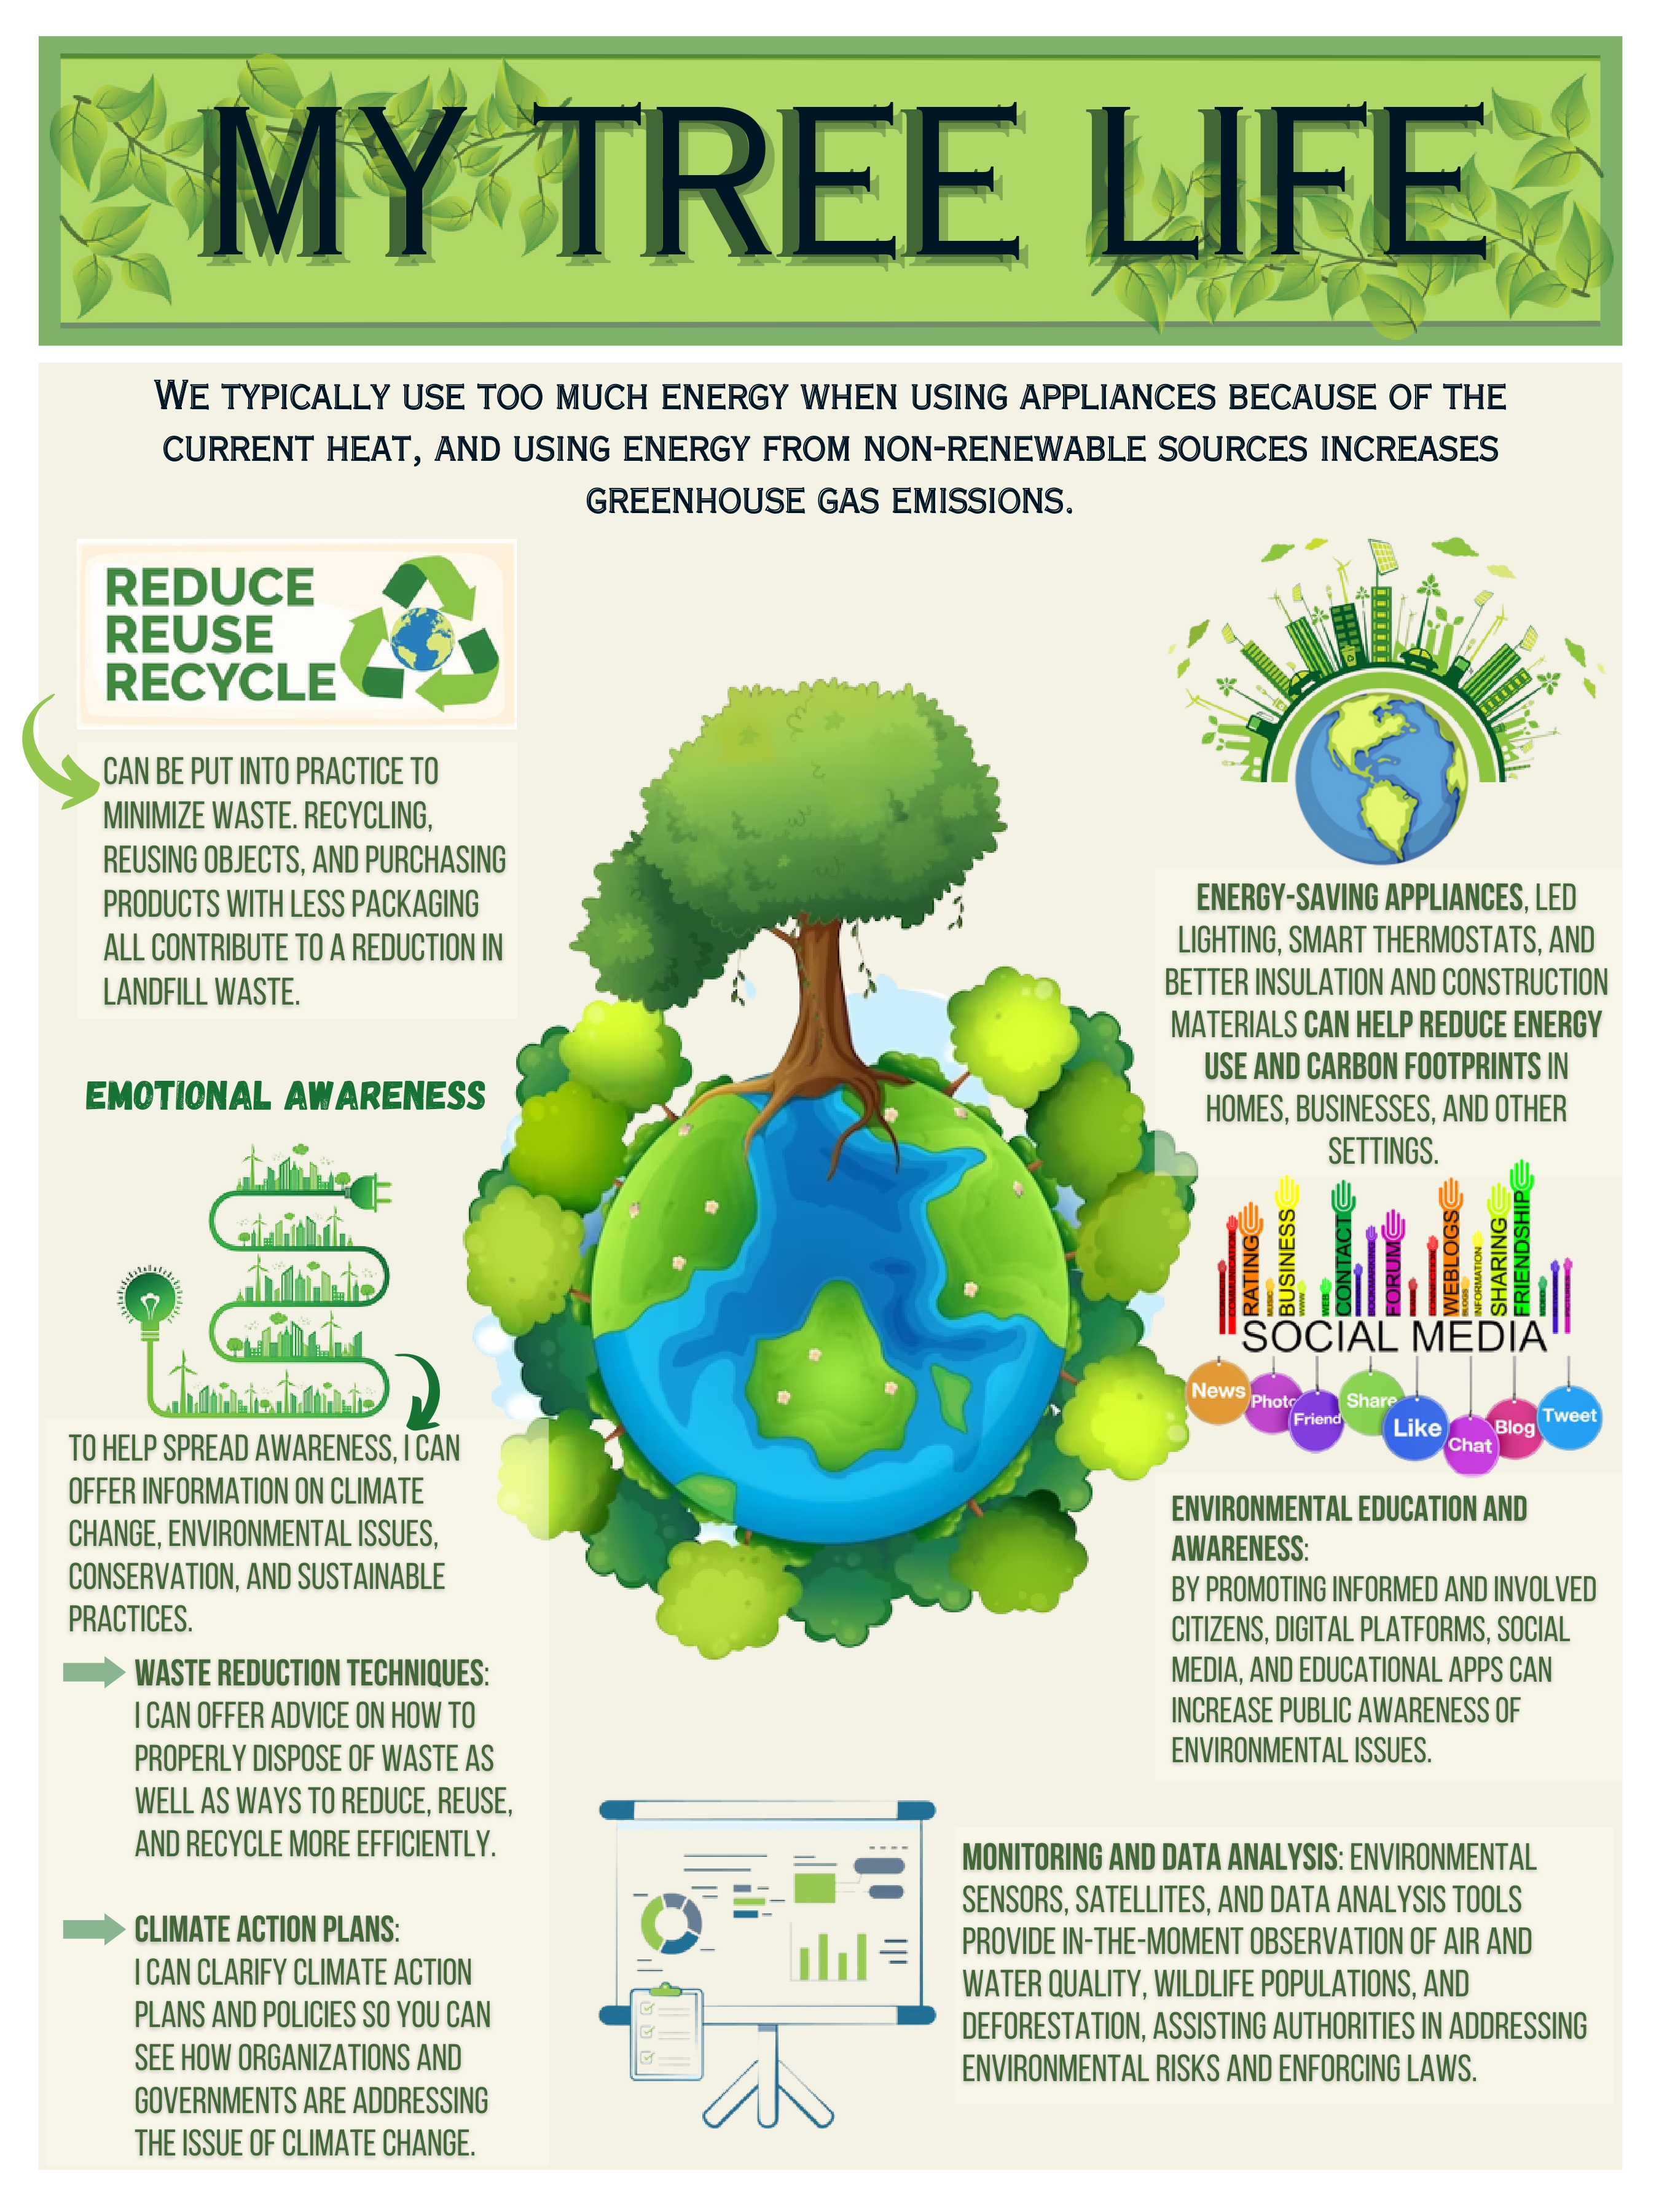 MY TREE LIFE
WE TYPICALLY USE TOO MUCH ENERGY WHEN USING APPLIANCES BECAUSE OF THE
CURRENT HEAT, AND USING ENERGY FROM NON-RENEWABLE SOURCES INCREASES
GREENHOUSE GAS EMISSIONS.
REDUCE
REUSE
RECYCLE
CAN BE PUT INTO PRACTICE TO
MINIMIZE WASTE. RECYCLING,
REUSING OBJECTS, AND PURCHASING
PRODUCTS WITH LESS PACKAGING
ALL CONTRIBUTE TO A REDUCTION IN
LANDFILL WASTE.
EMOTIONAL AWARENESS
TO HELP SPREAD AWARENESS, I CAN
OFFER INFORMATION ON CLIMATE
CHANGE, ENVIRONMENTAL ISSUES,
CONSERVATION, AND SUSTAINABLE
PRACTICES.
WASTE REDUCTION TECHNIQUES:
I CAN OFFER ADVICE ON HOW TO
PROPERLY DISPOSE OF WASTE AS
WELL AS WAYS TO REDUCE, REUSE,
AND RECYCLE MORE EFFICIENTLY.
CLIMATE ACTION PLANS:
I CAN CLARIFY CLIMATE ACTION
PLANS AND POLICIES SO YOU CAN
SEE HOW ORGANIZATIONS AND
GOVERNMENTS ARE ADDRESSING
THE ISSUE OF CLIMATE CHANGE.
ENERGY-SAVING APPLIANCES, LED
LIGHTING, SMART THERMOSTATS, AND
BETTER INSULATION AND CONSTRUCTION
MATERIALS CAN HELP REDUCE ENERGY
USE AND CARBON FOOTPRINTS IN
HOMES, BUSINESSES, AND OTHER
SETTINGS.
RATING
MUSIC
BUSINESS
WWW
WEB
CONTACT
BOOKMARKING
FORUM
CONNECTION
WEBLOGS
BLOGS
INFORMATION
SHARING
FRIENDSHIP
SOCIAL MEDIA
News
Photo
Friend
Share
Like
Chat
Blog
Tweet
ENVIRONMENTAL EDUCATION AND
AWARENESS:
BY PROMOTING INFORMED AND INVOLVED
CITIZENS, DIGITAL PLATFORMS, SOCIAL
MEDIA, AND EDUCATIONAL APPS CAN
INCREASE PUBLIC AWARENESS OF
ENVIRONMENTAL ISSUES.
MONITORING AND DATA ANALYSIS: ENVIRONMENTAL
SENSORS, SATELLITES, AND DATA ANALYSIS TOOLS
PROVIDE IN-THE-MOMENT OBSERVATION OF AIR AND
WATER QUALITY, WILDLIFE POPULATIONS, AND
DEFORESTATION, ASSISTING AUTHORITIES IN ADDRESSING
ENVIRONMENTAL RISKS AND ENFORCING LAWS.